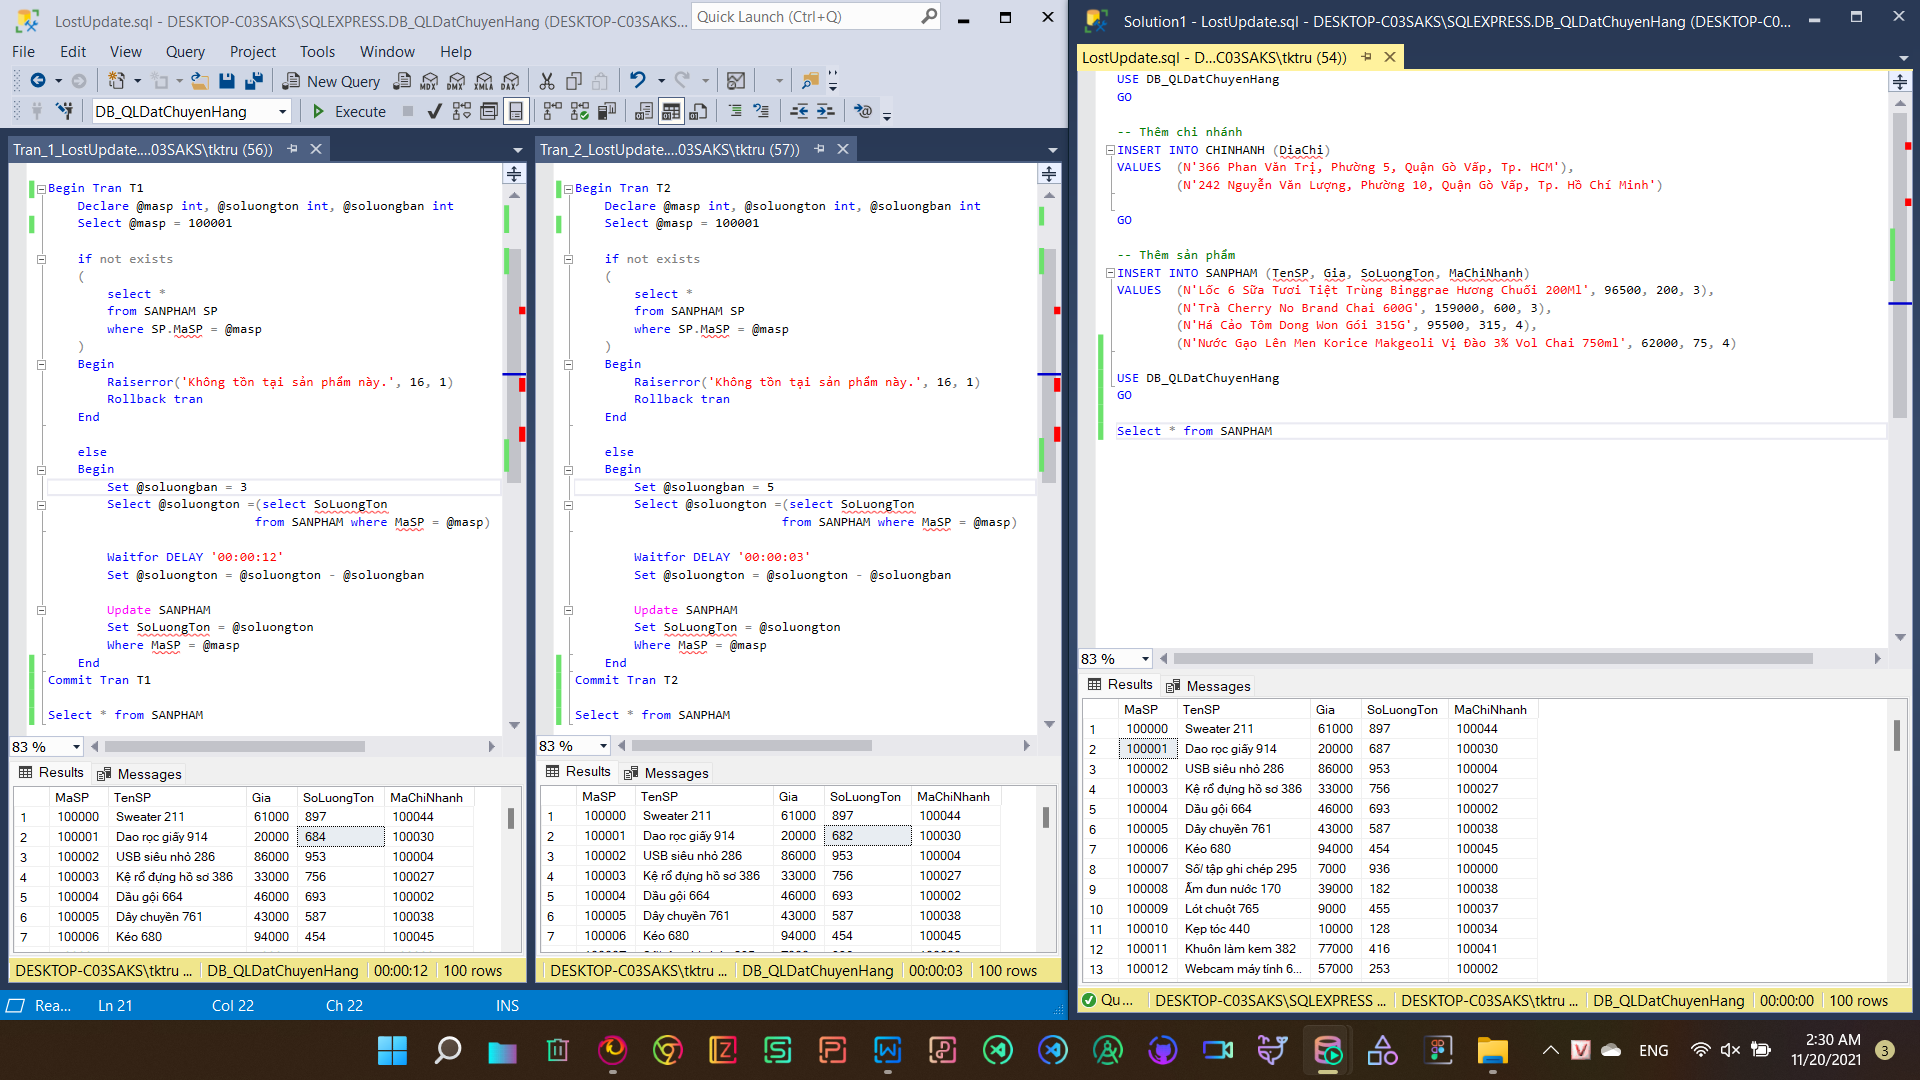 LostUpdate.sql - DESKTOP-C03SAKS\SQLEXPRESS.DB_QLDatChuyenHang (DESKTOP-C03SAKS...
Quick Launch (Ctrl+Q)
File Edit View Query Project Tools Window Help
New Query
MDX DMX XMLA DAX
DB_QLDatChuyenHang
Execute
Tran_1_LostUpdate....03SAKS\tktru (56))
Begin Tran T1
Declare @masp int, @soluongton int, @soluongban int
Select @masp = 100001
if not exists
(
select *
from SANPHAM SP
where SP.MaSP = @masp
)
Begin
Raiserror('Không tồn tại sản phẩm này.', 16, 1)
Rollback tran
End
else
Begin
Set @soluongban = 3
Select @soluongton =(select SoLuongTon
from SANPHAM where MaSP = @masp)
Waitfor DELAY '00:00:12'
Set @soluongton = @soluongton - @soluongban
Update SANPHAM
Set SoLuongTon = @soluongton
Where MaSP = @masp
End
Commit Tran T1
Select * from SANPHAM
83 %
Results Messages
MaSP TenSP Gia SoLuongTon MaChiNhanh
1 100000 Sweater 211 61000 897 100044
2 100001 Dao rọc giấy 914 20000 684 100030
3 100002 USB siêu nhỏ 286 86000 953 100004
4 100003 Kệ rổ đựng hồ sơ 386 33000 756 100027
5 100004 Dầu gội 664 46000 693 100002
6 100005 Dây chuyền 761 43000 587 100038
7 100006 Kéo 680 94000 454 100045
DESKTOP-C03SAKS\tktru ... DB_QLDatChuyenHang 00:00:12 100 rows
Tran_2_LostUpdate....03SAKS\tktru (57))
Begin Tran T2
Declare @masp int, @soluongton int, @soluongban int
Select @masp = 100001
if not exists
(
select *
from SANPHAM SP
where SP.MaSP = @masp
)
Begin
Raiserror('Không tồn tại sản phẩm này.', 16, 1)
Rollback tran
End
else
Begin
Set @soluongban = 5
Select @soluongton =(select SoLuongTon
from SANPHAM where MaSP = @masp)
Waitfor DELAY '00:00:03'
Set @soluongton = @soluongton - @soluongban
Update SANPHAM
Set SoLuongTon = @soluongton
Where MaSP = @masp
End
Commit Tran T2
Select * from SANPHAM
83 %
Results Messages
MaSP TenSP Gia SoLuongTon MaChiNhanh
1 100000 Sweater 211 61000 897 100044
2 100001 Dao rọc giấy 914 20000 682 100030
3 100002 USB siêu nhỏ 286 86000 953 100004
4 100003 Kệ rổ đựng hồ sơ 386 33000 756 100027
5 100004 Dầu gội 664 46000 693 100002
6 100005 Dây chuyền 761 43000 587 100038
7 100006 Kéo 680 94000 454 100045
DESKTOP-C03SAKS\tktru ... DB_QLDatChuyenHang 00:00:03 100 rows
Rea... Ln 21 Col 22 Ch 22 INS
Solution1 - LostUpdate.sql - DESKTOP-C03SAKS\SQLEXPRESS.DB_QLDatChuyenHang (DESKTOP-C0...
LostUpdate.sql - D...C03SAKS\tktru (54))
USE DB_QLDatChuyenHang
GO
-- Thêm chi nhánh
INSERT INTO CHINHANH (DiaChi)
VALUES (N'366 Phan Văn Trị, Phường 5, Quận Gò Vấp, Tp. HCM'),
(N'242 Nguyễn Văn Lượng, Phường 10, Quận Gò Vấp, Tp. Hồ Chí Minh')
GO
-- Thêm sản phẩm
INSERT INTO SANPHAM (TenSP, Gia, SoLuongTon, MaChiNhanh)
VALUES (N'Lốc 6 Sữa Tươi Tiệt Trùng Binggrae Hương Chuối 200Ml', 96500, 200, 3),
(N'Trà Cherry No Brand Chai 600G', 159000, 600, 3),
(N'Há Cảo Tôm Dong Won Gói 315G', 95500, 315, 4),
(N'Nước Gạo Lên Men Korice Makgeoli Vị Đào 3% Vol Chai 750ml', 62000, 75, 4)
USE DB_QLDatChuyenHang
GO
Select * from SANPHAM
83 %
Results Messages
MaSP TenSP Gia SoLuongTon MaChiNhanh
1 100000 Sweater 211 61000 897 100044
2 100001 Dao rọc giấy 914 20000 687 100030
3 100002 USB siêu nhỏ 286 86000 953 100004
4 100003 Kệ rổ đựng hồ sơ 386 33000 756 100027
5 100004 Dầu gội 664 46000 693 100002
6 100005 Dây chuyền 761 43000 587 100038
7 100006 Kéo 680 94000 454 100045
8 100007 Sổ/ tập ghi chép 295 7000 936 100000
9 100008 Ấm đun nước 170 39000 182 100038
10 100009 Lót chuột 765 9000 455 100037
11 100010 Kẹp tóc 440 10000 128 100034
12 100011 Khuôn làm kem 382 77000 416 100041
13 100012 Webcam máy tính 6... 57000 253 100002
Qu... DESKTOP-C03SAKS\SQLEXPRESS ... DESKTOP-C03SAKS\tktru ... DB_QLDatChuyenHang 00:00:00 100 rows
ENG
2:30 AM
11/20/2021
3